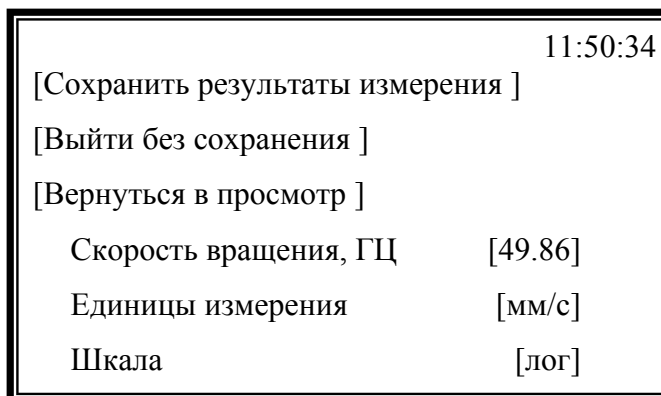 11:50:34
[Сохранить результаты измерения ]
[Выйти без сохранения ]
[Вернуться в просмотр ]
Скорость вращения, ГЦ [49.86]
Единицы измерения [мм/с]
Шкала [лог]